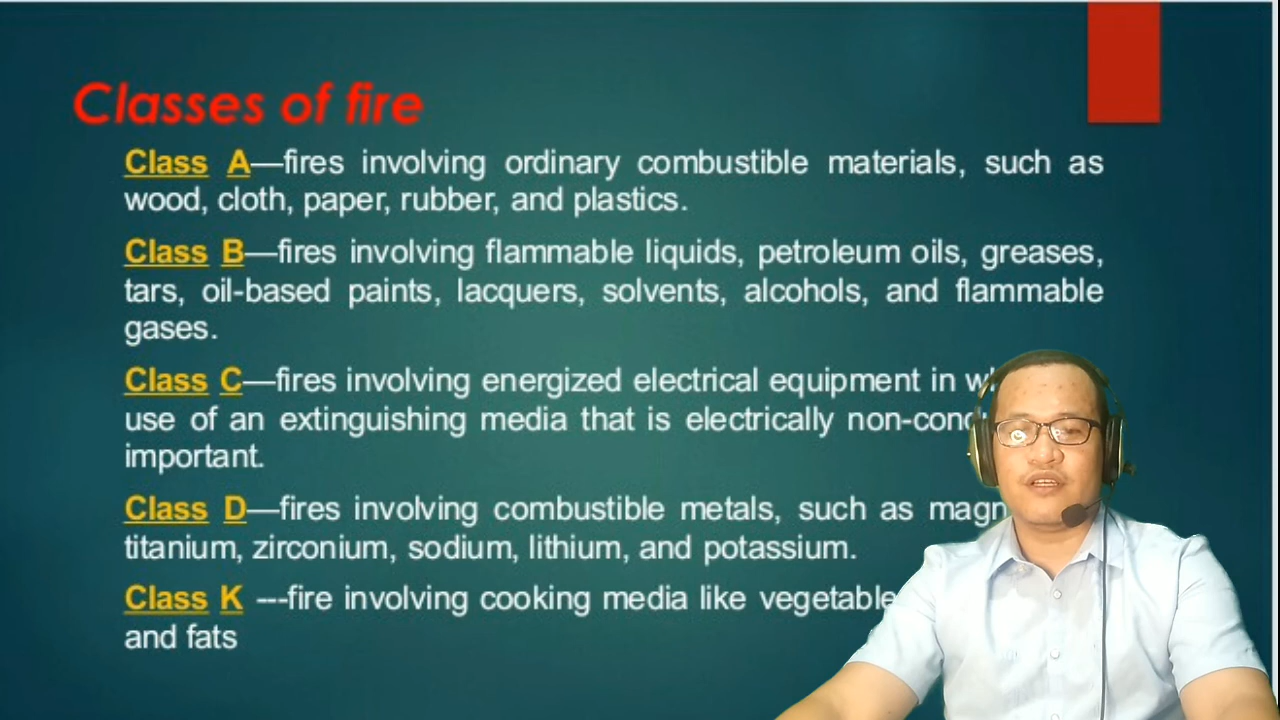 Classes of fire
Class A—fires involving ordinary combustible materials, such as
wood, cloth, paper, rubber, and plastics.
Class B—fires involving flammable liquids, petroleum oils, greases,
tars, oil-based paints, lacquers, solvents, alcohols, and flammable
gases.
Class C—fires involving energized electrical equipment in
use of an extinguishing media that is electrically
important.
Class D—fires involving combustible metals, such as
titanium, zirconium, sodium, lithium, and potassium.
Class K ---fire involving cooking media like vegetable
and fats